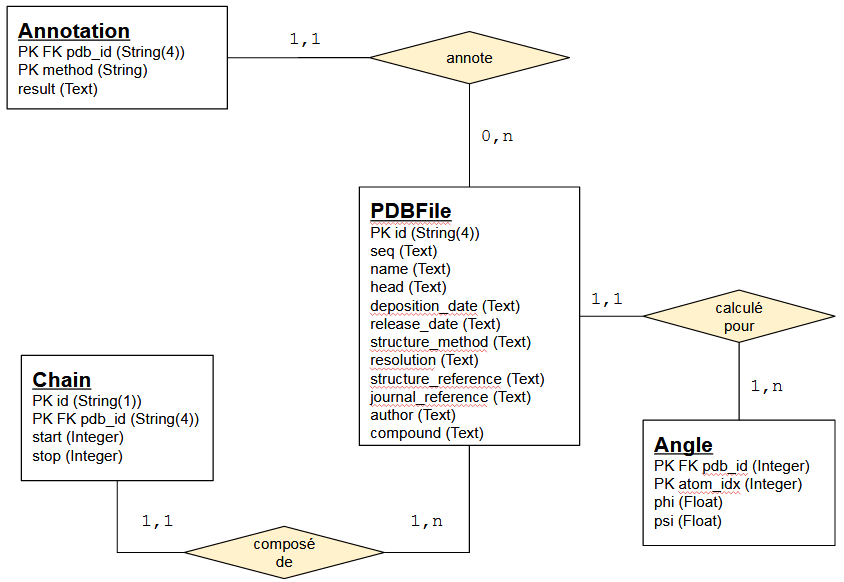 Annotation
PK FK pdb_id (String(4))
PK method (String)
result (Text)
1,1
annote
0,n
PDBFile
PK id (String(4))
seq (Text)
name (Text)
head (Text)
deposition_date (Text)
release_date (Text)
structure_method (Text)
resolution (Text)
structure_reference (Text)
journal_reference (Text)
author (Text)
compound (Text)
1,1
calculé
pour
1,n
Angle
PK FK pdb_id (Integer)
PK atom_idx (Integer)
phi (Float)
psi (Float)
Chain
PK id (String(1))
PK FK pdb_id (String(4))
start (Integer)
stop (Integer)
1,1
composé
de
1,n